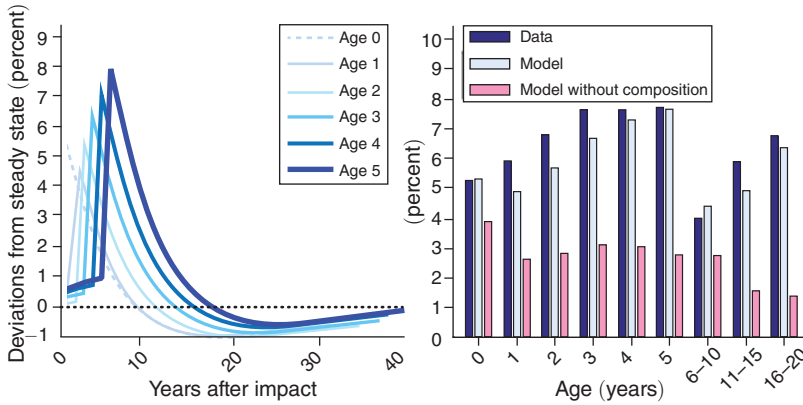 Deviations from steady state (percent)
9
8
7
6
5
4
3
2
1
0
−1
0
10
20
30
40
Years after impact
Age 0
Age 1
Age 2
Age 3
Age 4
Age 5
(percent)
10
9
8
7
6
5
4
3
2
1
0
Data
Model
Model without composition
0
1
2
3
4
5
6–10
11–15
16–20
Age (years)